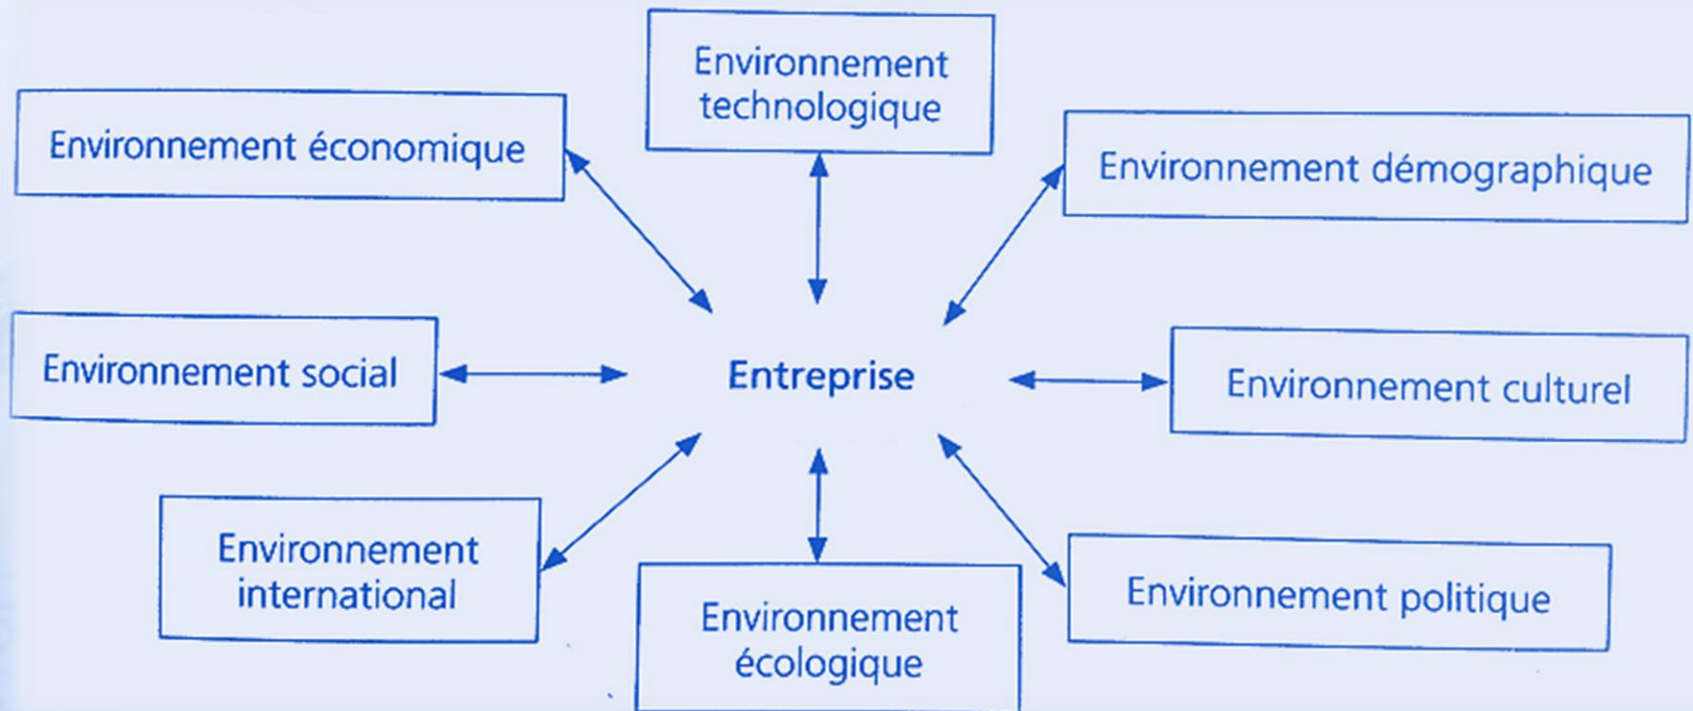 Environnement
technologique
Environnement économique
Environnement démographique
Environnement social
Entreprise
Environnement culturel
Environnement
international
Environnement
écologique
Environnement politique